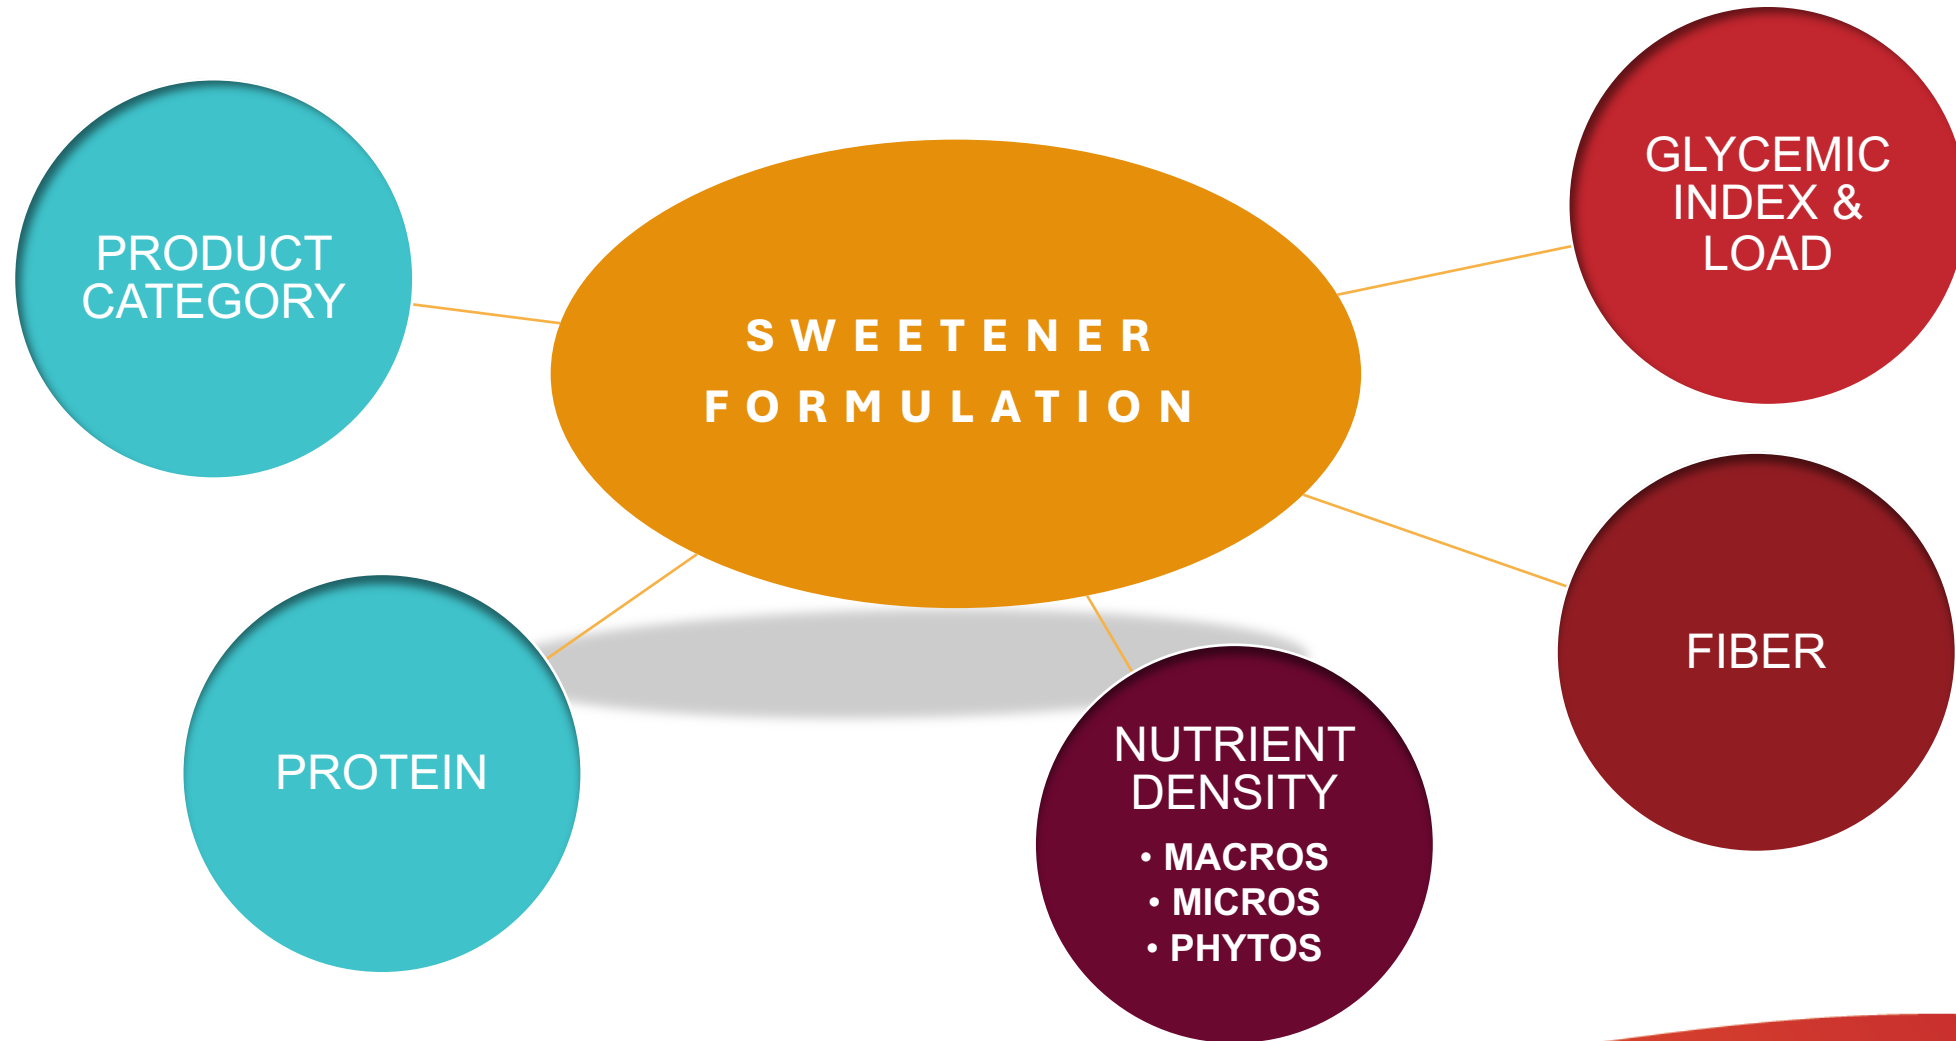 PRODUCT
CATEGORY
SWEETENER
FORMULATION
GLYCEMIC
INDEX &
LOAD
FIBER
PROTEIN
NUTRIENT
DENSITY
• MACROS
• MICROS
• PHYTOS